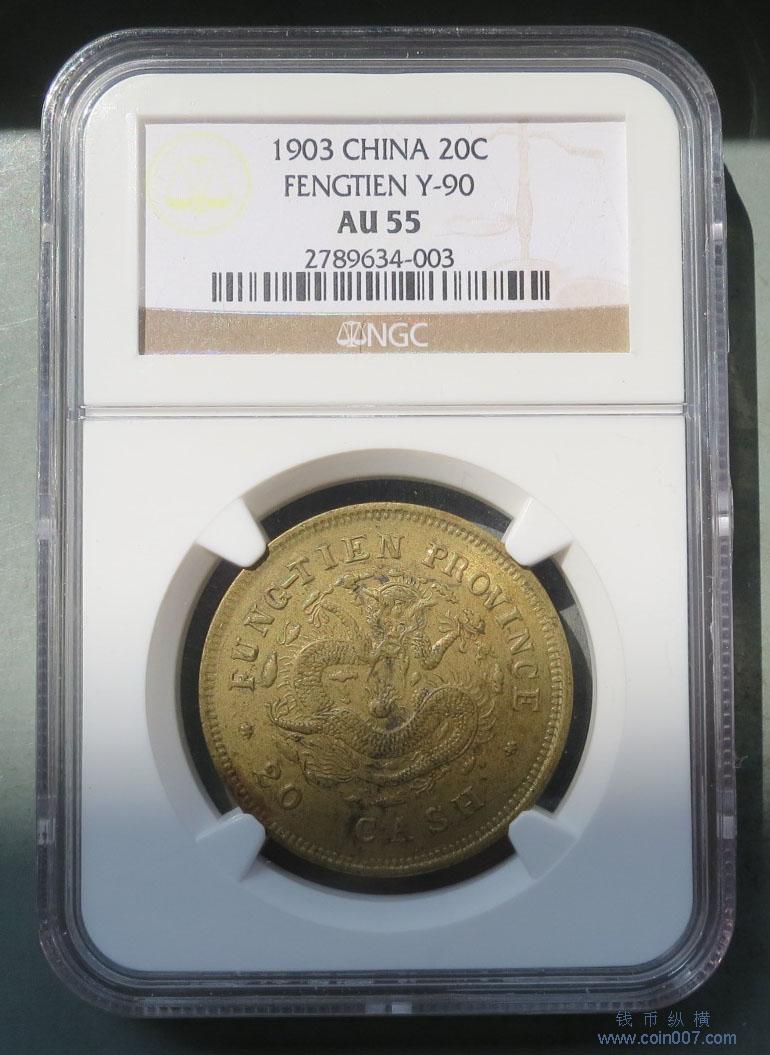 1903 CHINA 20C
FENGTIEN Y-90
AU 55
2789634-003
NGC
FUNG-TIEN PROVINCE
20 CASH
钱币纵横
www.coin007.com